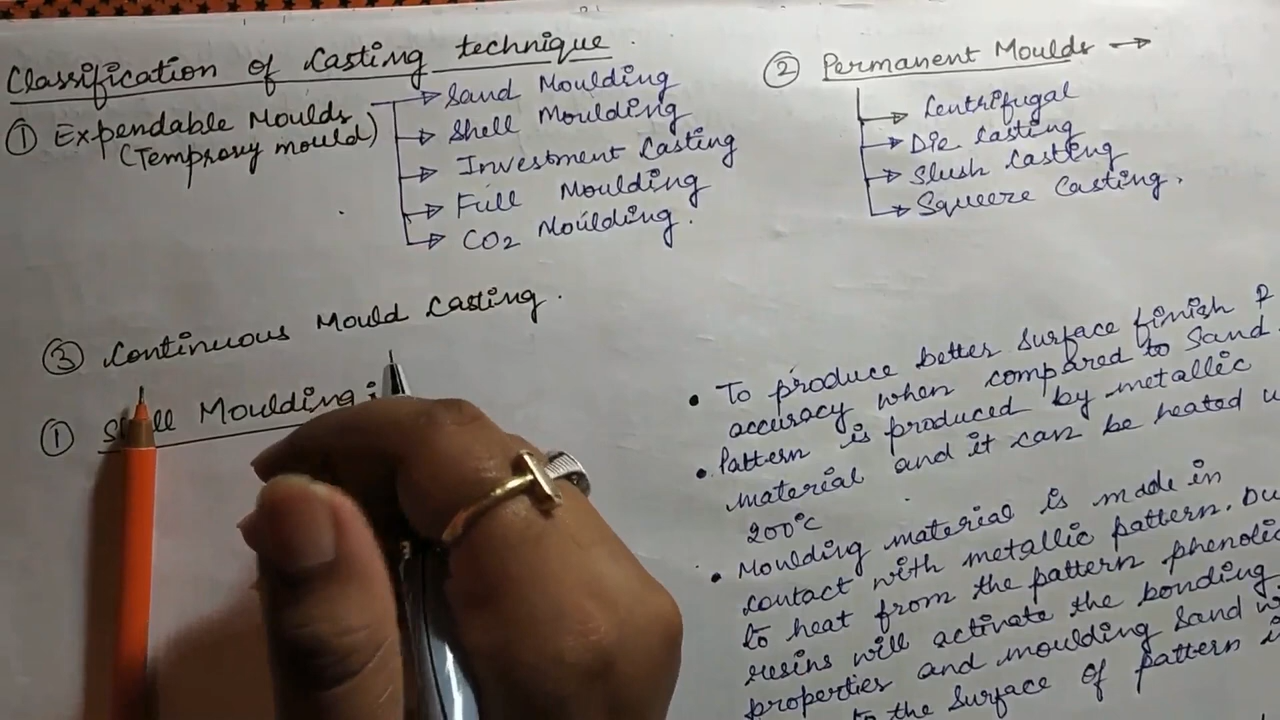 Classification of Casting technique.
① Expendable Moulds
(Temprory mould)
Sand Moulding
Shell Moulding
Investment Casting
Full Moulding
CO2 Moulding.
② Permanent Moulds →
Centrifugal
Die Casting
Slush Casting
Squeeze Casting.
③ Continuous Mould Casting.
① Shell Moulding
• To produce better surface finish &
accuracy when compared to Sand.
• Pattern is produced by metallic
material and it can be heated u
200°C
• Moulding material is made in
contact with metallic pattern. Du
to heat from the pattern phenolic
resins will activate the bonding
properties and moulding Sand w
to the surface of pattern i